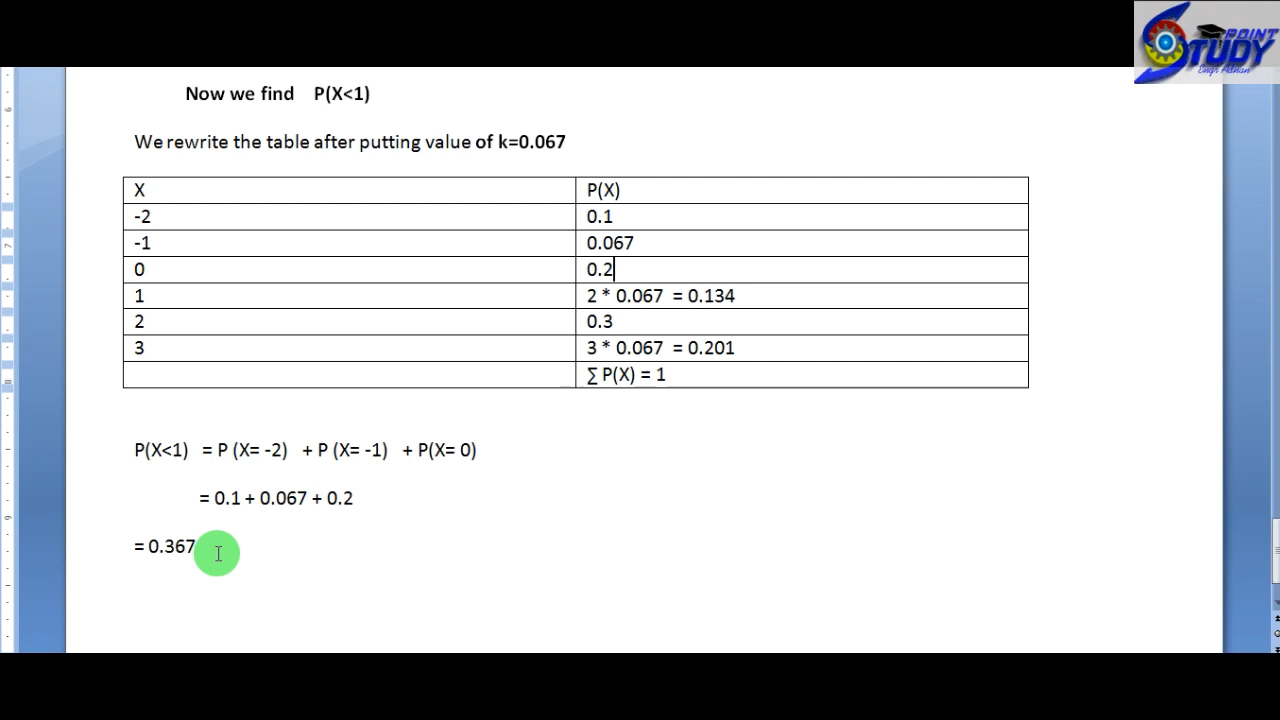 POINT
STUDY
Engr Adnan
Now we find P(X<1)
We rewrite the table after putting value of k=0.067
X P(X)
-2 0.1
-1 0.067
0 0.2
1 2 * 0.067 = 0.134
2 0.3
3 3 * 0.067 = 0.201
∑ P(X) = 1
P(X<1) = P (X= -2) + P (X= -1) + P(X= 0)
= 0.1 + 0.067 + 0.2
= 0.367